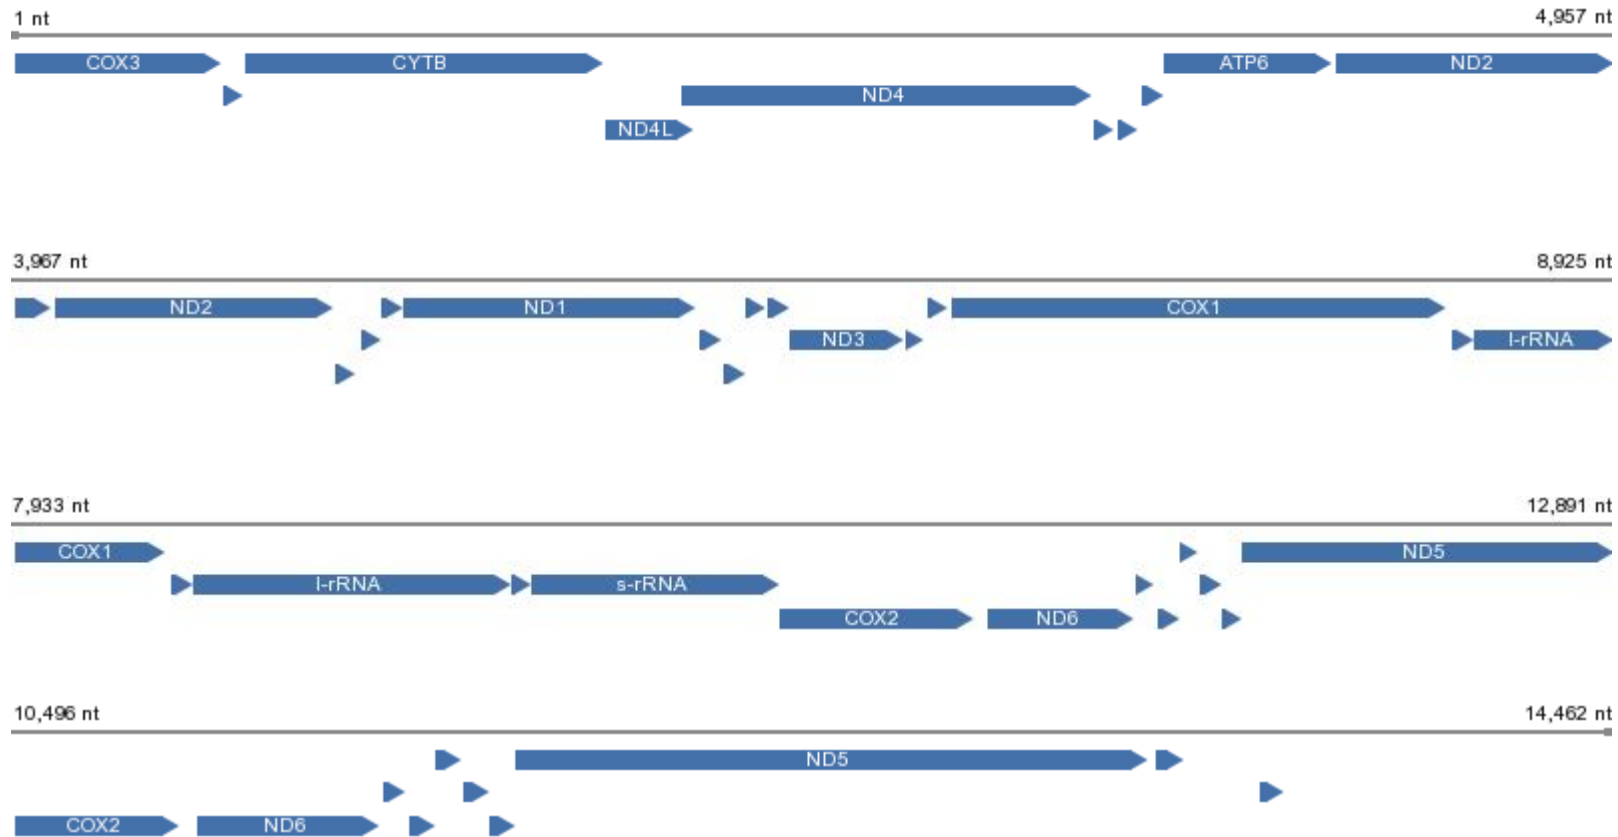 1 nt 4,957 nt
COX3 CYTB ATP6 ND2
ND4
ND4L
3,967 nt 8,925 nt
ND2 ND1 COX1
ND3 l-rRNA
7,933 nt 12,891 nt
COX1 ND5
l-rRNA s-rRNA
COX2 ND6
10,496 nt 14,462 nt
ND5
COX2 ND6